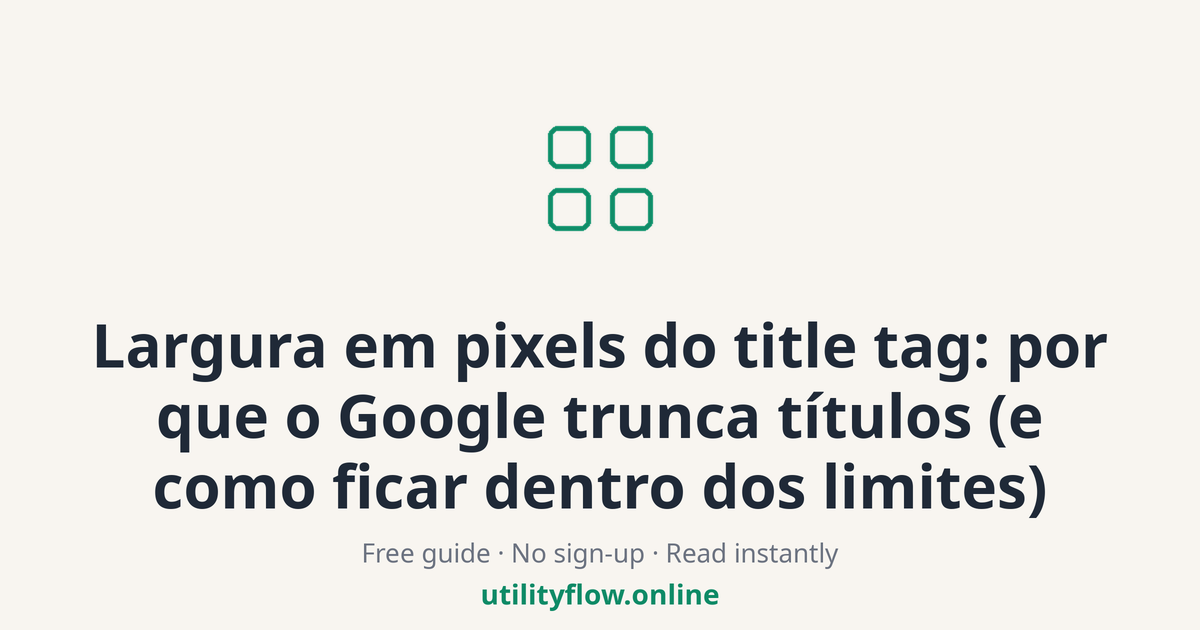 Largura em pixels do title tag: por
que o Google trunca títulos (e
como ficar dentro dos limites)
Free guide · No sign-up · Read instantly
utilityflow.online